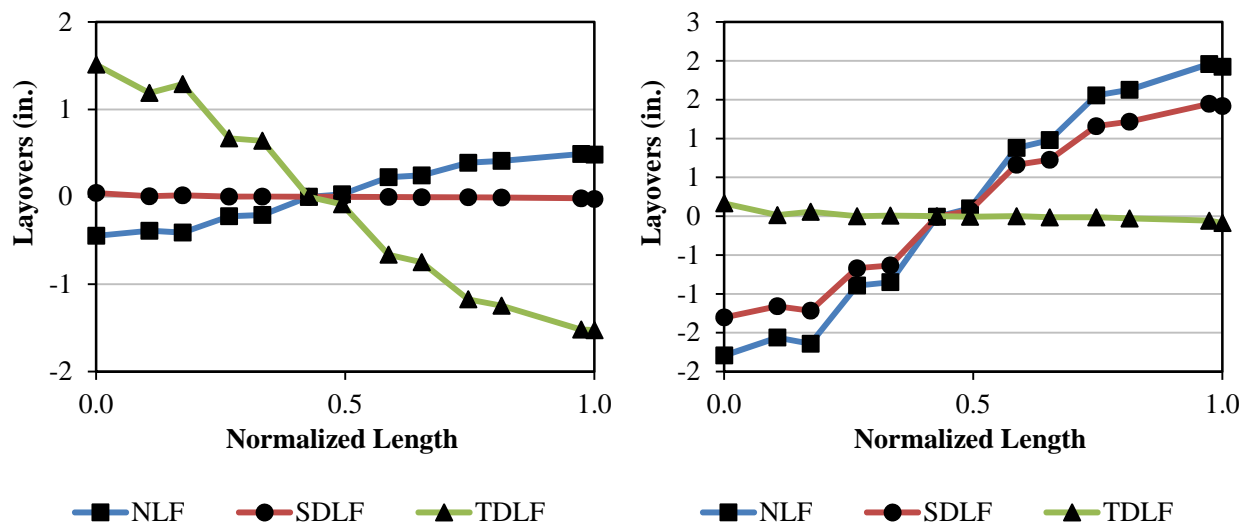 2
1
0
-1
-2
Layovers (in.)
0.0 0.5 1.0
Normalized Length
NLF SDLF TDLF
3
2
2
1
1
0
-1
-1
-2
-2
Layovers (in.)
0.0 0.5 1.0
Normalized Length
NLF SDLF TDLF